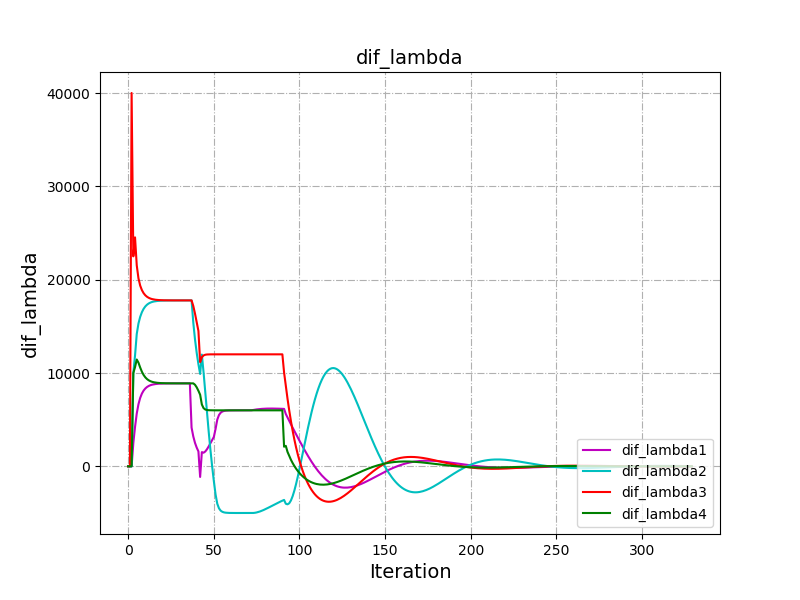 dif_lambda
dif_lambda
40000
30000
20000
10000
0
0
50
100
150
200
250
300
Iteration
dif_lambda1
dif_lambda2
dif_lambda3
dif_lambda4